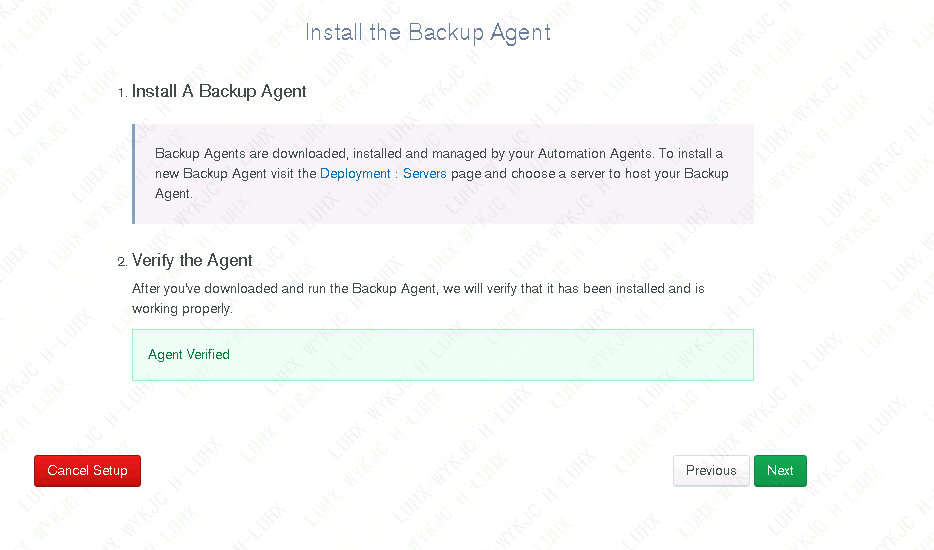 Install the Backup Agent
1. Install A Backup Agent
Backup Agents are downloaded, installed and managed by your Automation Agents. To install a
new Backup Agent visit the Deployment : Servers page and choose a server to host your Backup
Agent.
2. Verify the Agent
After you've downloaded and run the Backup Agent, we will verify that it has been installed and is
working properly.
Agent Verified
Cancel Setup
Previous
Next